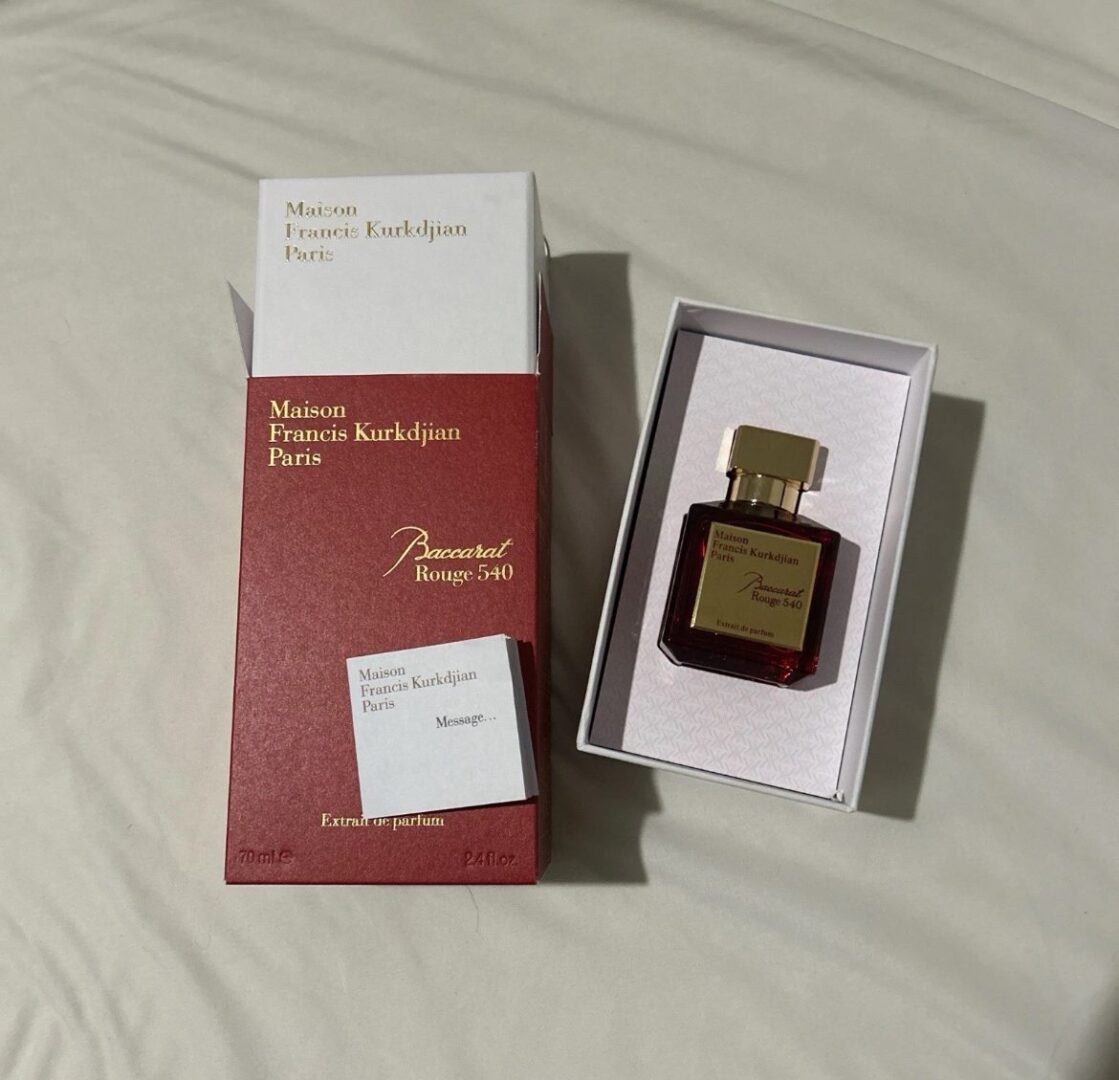 Maison
Francis Kurkdjian
Paris
Maison
Francis Kurkdjian
Paris
Baccarat
Rouge 540
Maison
Francis Kurkdjian
Paris
Message...
Extrait de parfum
70 ml ℮
2.4 fl.oz.
Maison
Francis Kurkdjian
Paris
Baccarat
Rouge 540
Extrait de parfum